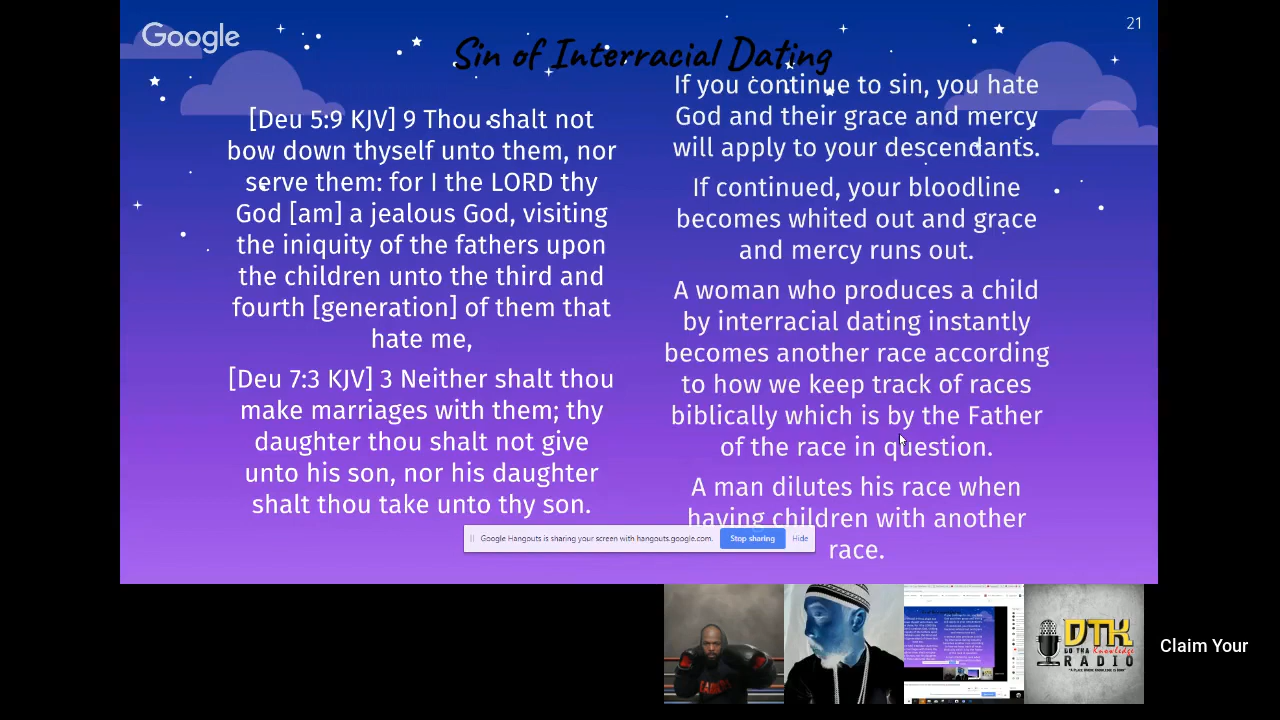 Google
21
Sin of Interracial Dating
[Deu 5:9 KJV] 9 Thou shalt not
bow down thyself unto them, nor
serve them: for I the LORD thy
God [am] a jealous God, visiting
the iniquity of the fathers upon
the children unto the third and
fourth [generation] of them that
hate me,
[Deu 7:3 KJV] 3 Neither shalt thou
make marriages with them; thy
daughter thou shalt not give
unto his son, nor his daughter
shalt thou take unto thy son.
If you continue to sin, you hate
God and their grace and mercy
will apply to your descendants.
If continued, your bloodline
becomes whited out and grace
and mercy runs out.
A woman who produces a child
by interracial dating instantly
becomes another race according
to how we keep track of races
biblically which is by the Father
of the race in question.
A man dilutes his race when
having children with another
race.
Google Hangouts is sharing your screen with hangouts.google.com.
Stop sharing
Hide
DTK
DO THA Knowledge
RADIO
"A PLACE WHERE KNOWLEDGE IS DONE"
Claim Your